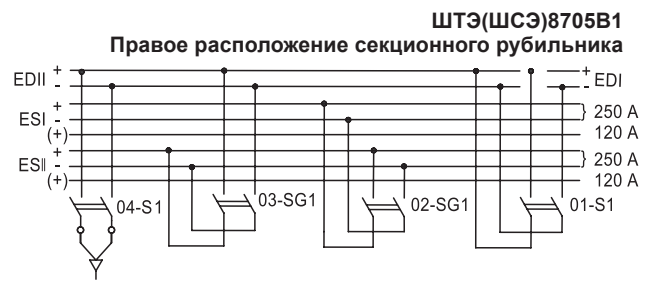 ШТЭ(ШСЭ)8705В1
Правое расположение секционного рубильника
EDII + -
+ - EDI
ESI + - (+)
} 250 А
120 А
ESII + - (+)
} 250 А
120 А
04-S1
03-SG1
02-SG1
01-S1